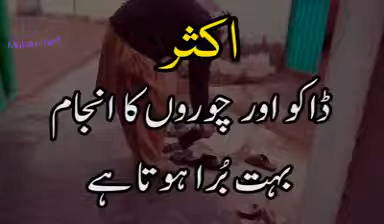 اکثر
ڈاکو اور چوروں کا انجام
بہت بُرا ہوتا ہے